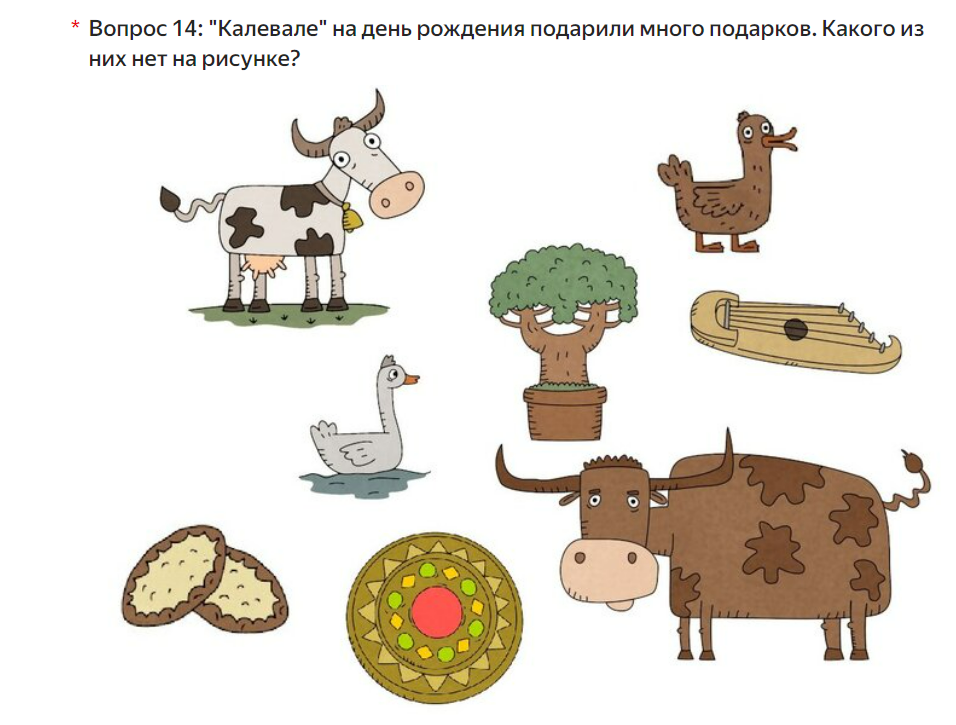 * Вопрос 14: "Калевале" на день рождения подарили много подарков. Какого из
них нет на рисунке?